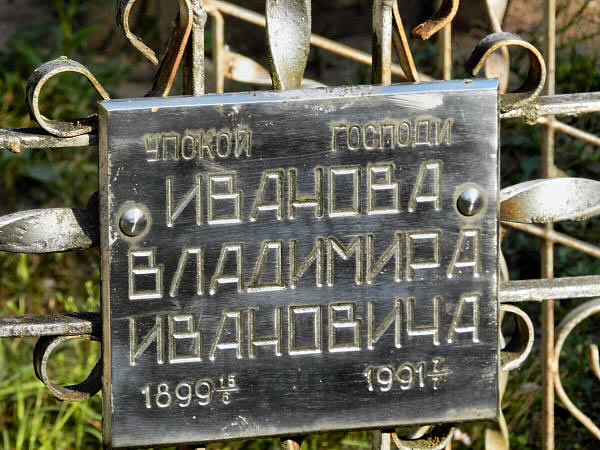 УПОКОЙ ГОСПОДИ
ИВАНОВА
ВЛАДИМИРА
ИВАНОВИЧА
1899 15/6 1991 7/7